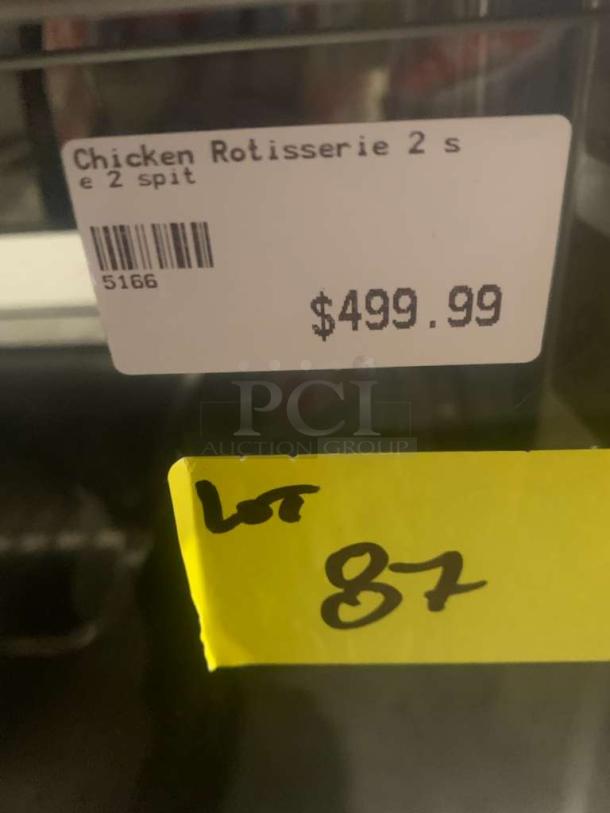 Chicken Rotisserie 2 s
e 2 spit
5166
$499.99
PCI
AUCTION GROUP
LOT
87